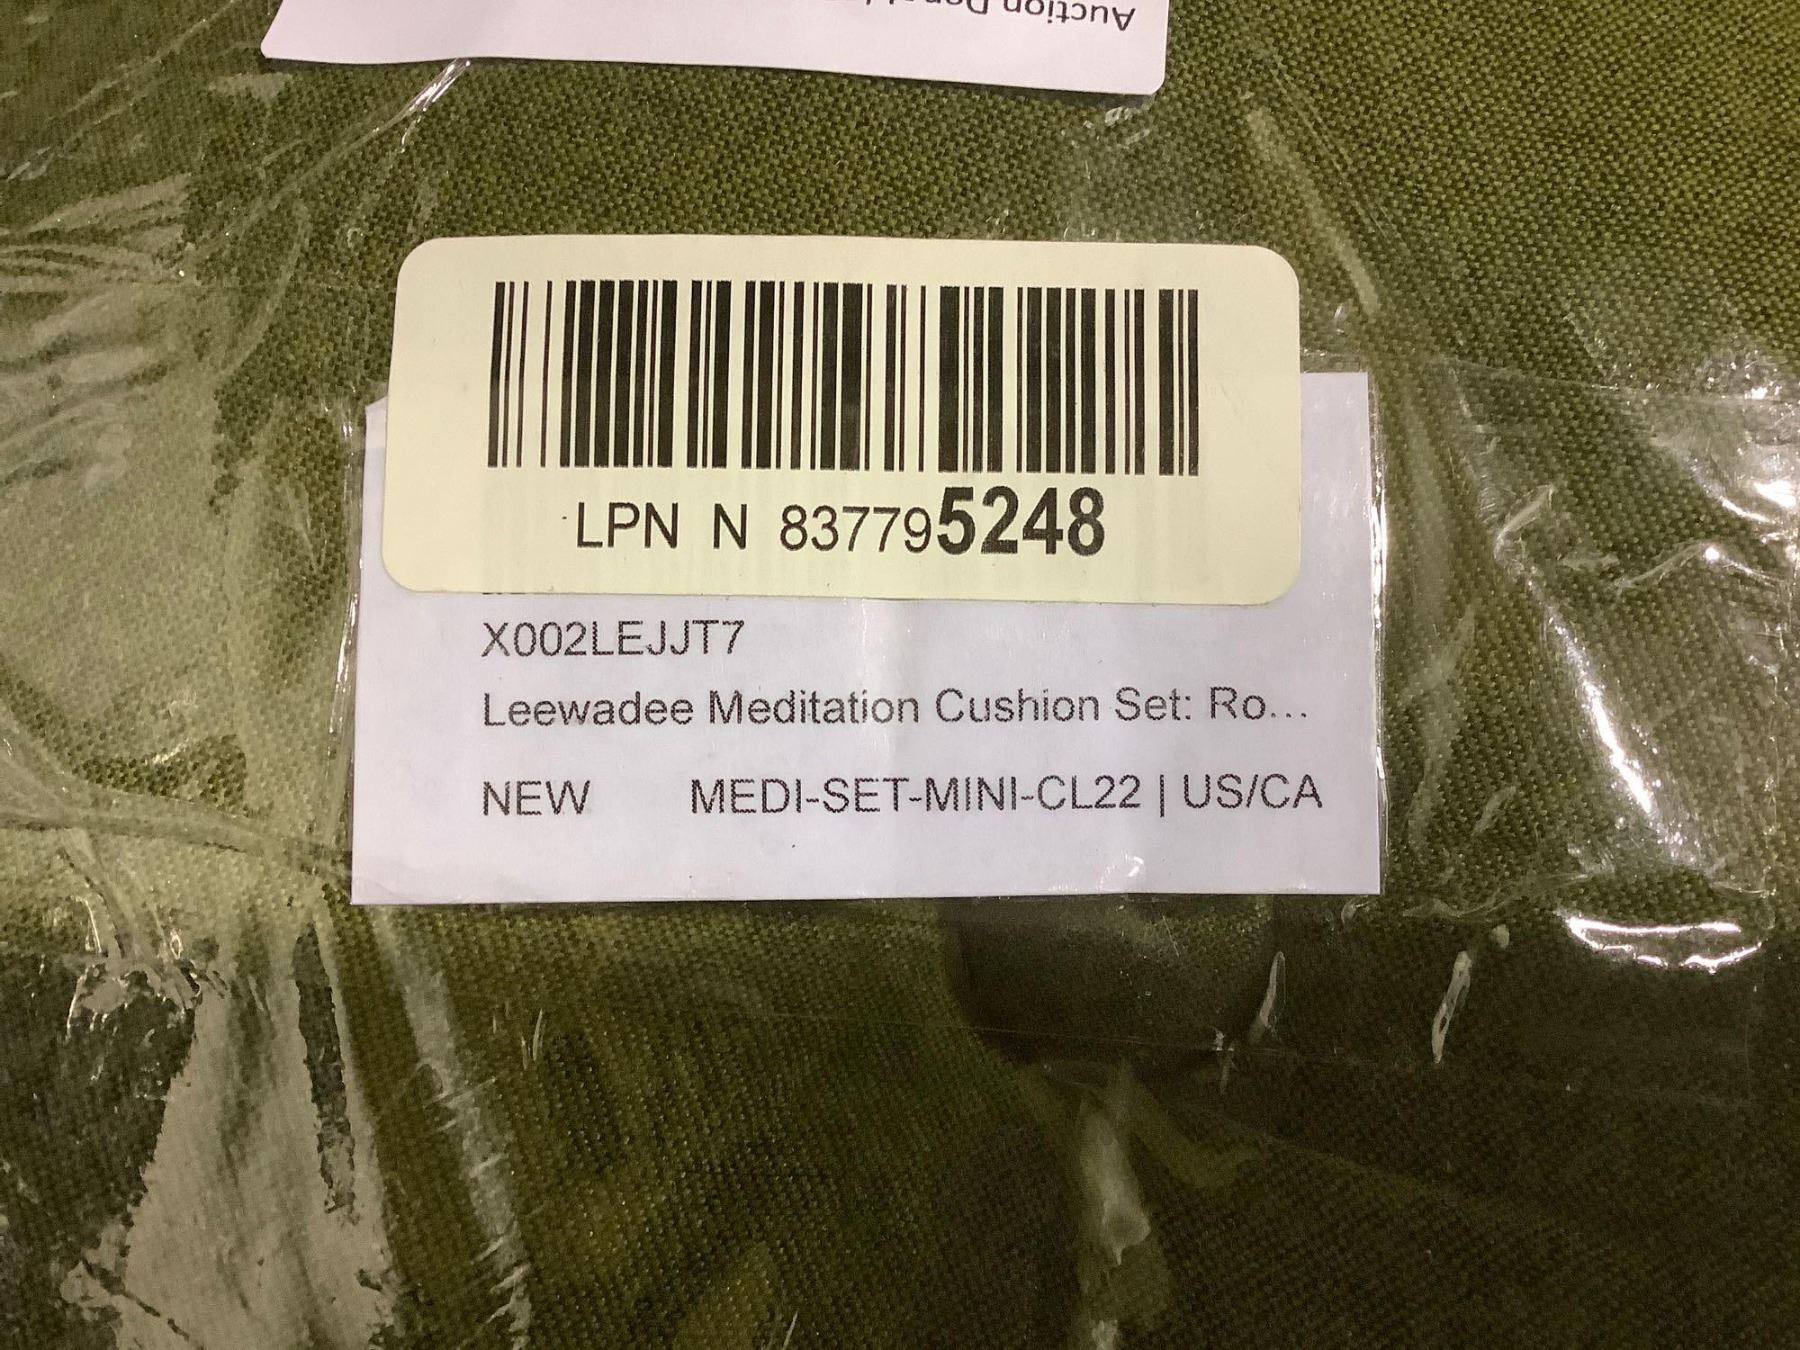 Auction
LPN N 837795248
X002LEJJT7
Leewadee Meditation Cushion Set: Ro...
NEW MEDI-SET-MINI-CL22 | US/CA